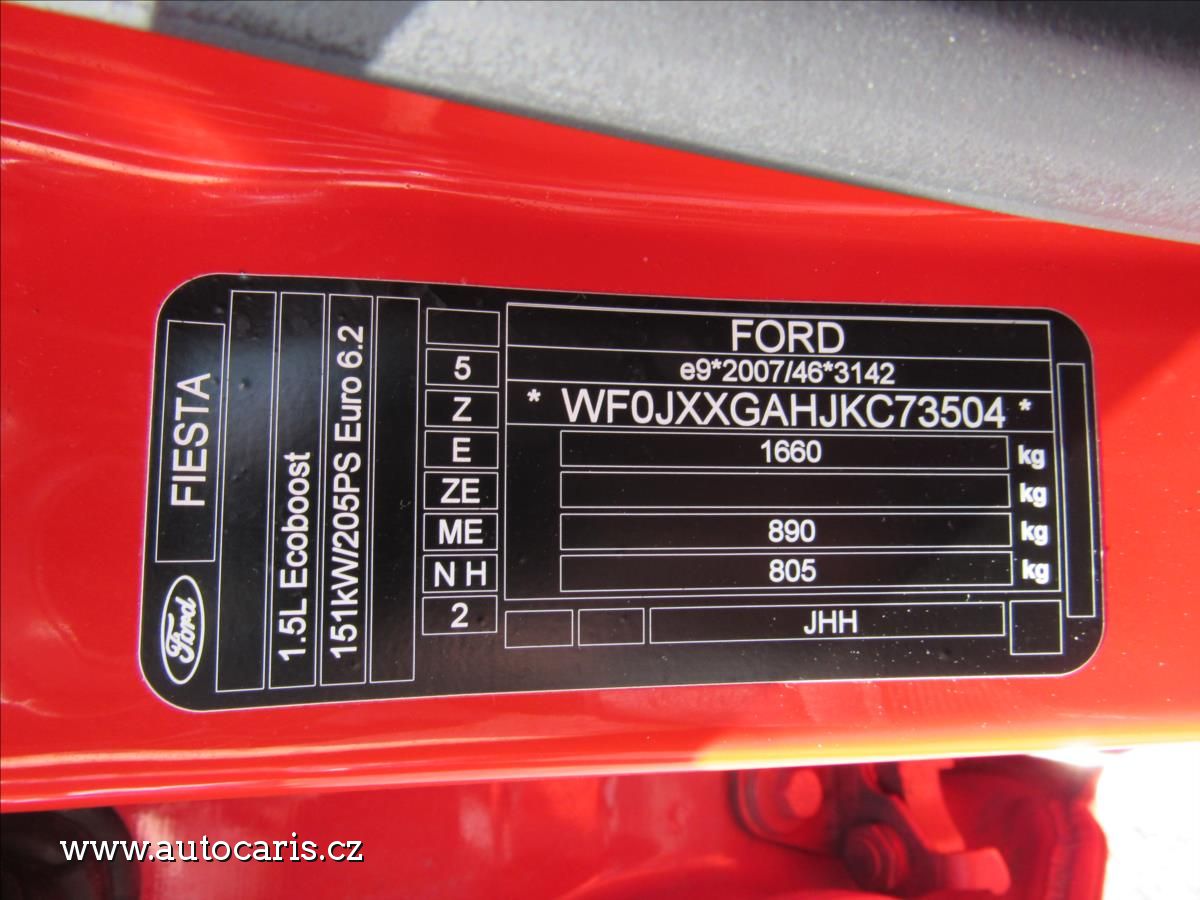 FORD
e9*2007/46*3142
* WF0JXXGAHJKC73504 *
1660 kg
kg
890 kg
805 kg
JHH
5
Z
E
ZE
ME
N H
2
FIESTA
Ford
1.5L Ecoboost
151kW/205PS Euro 6.2
www.autocaris.cz